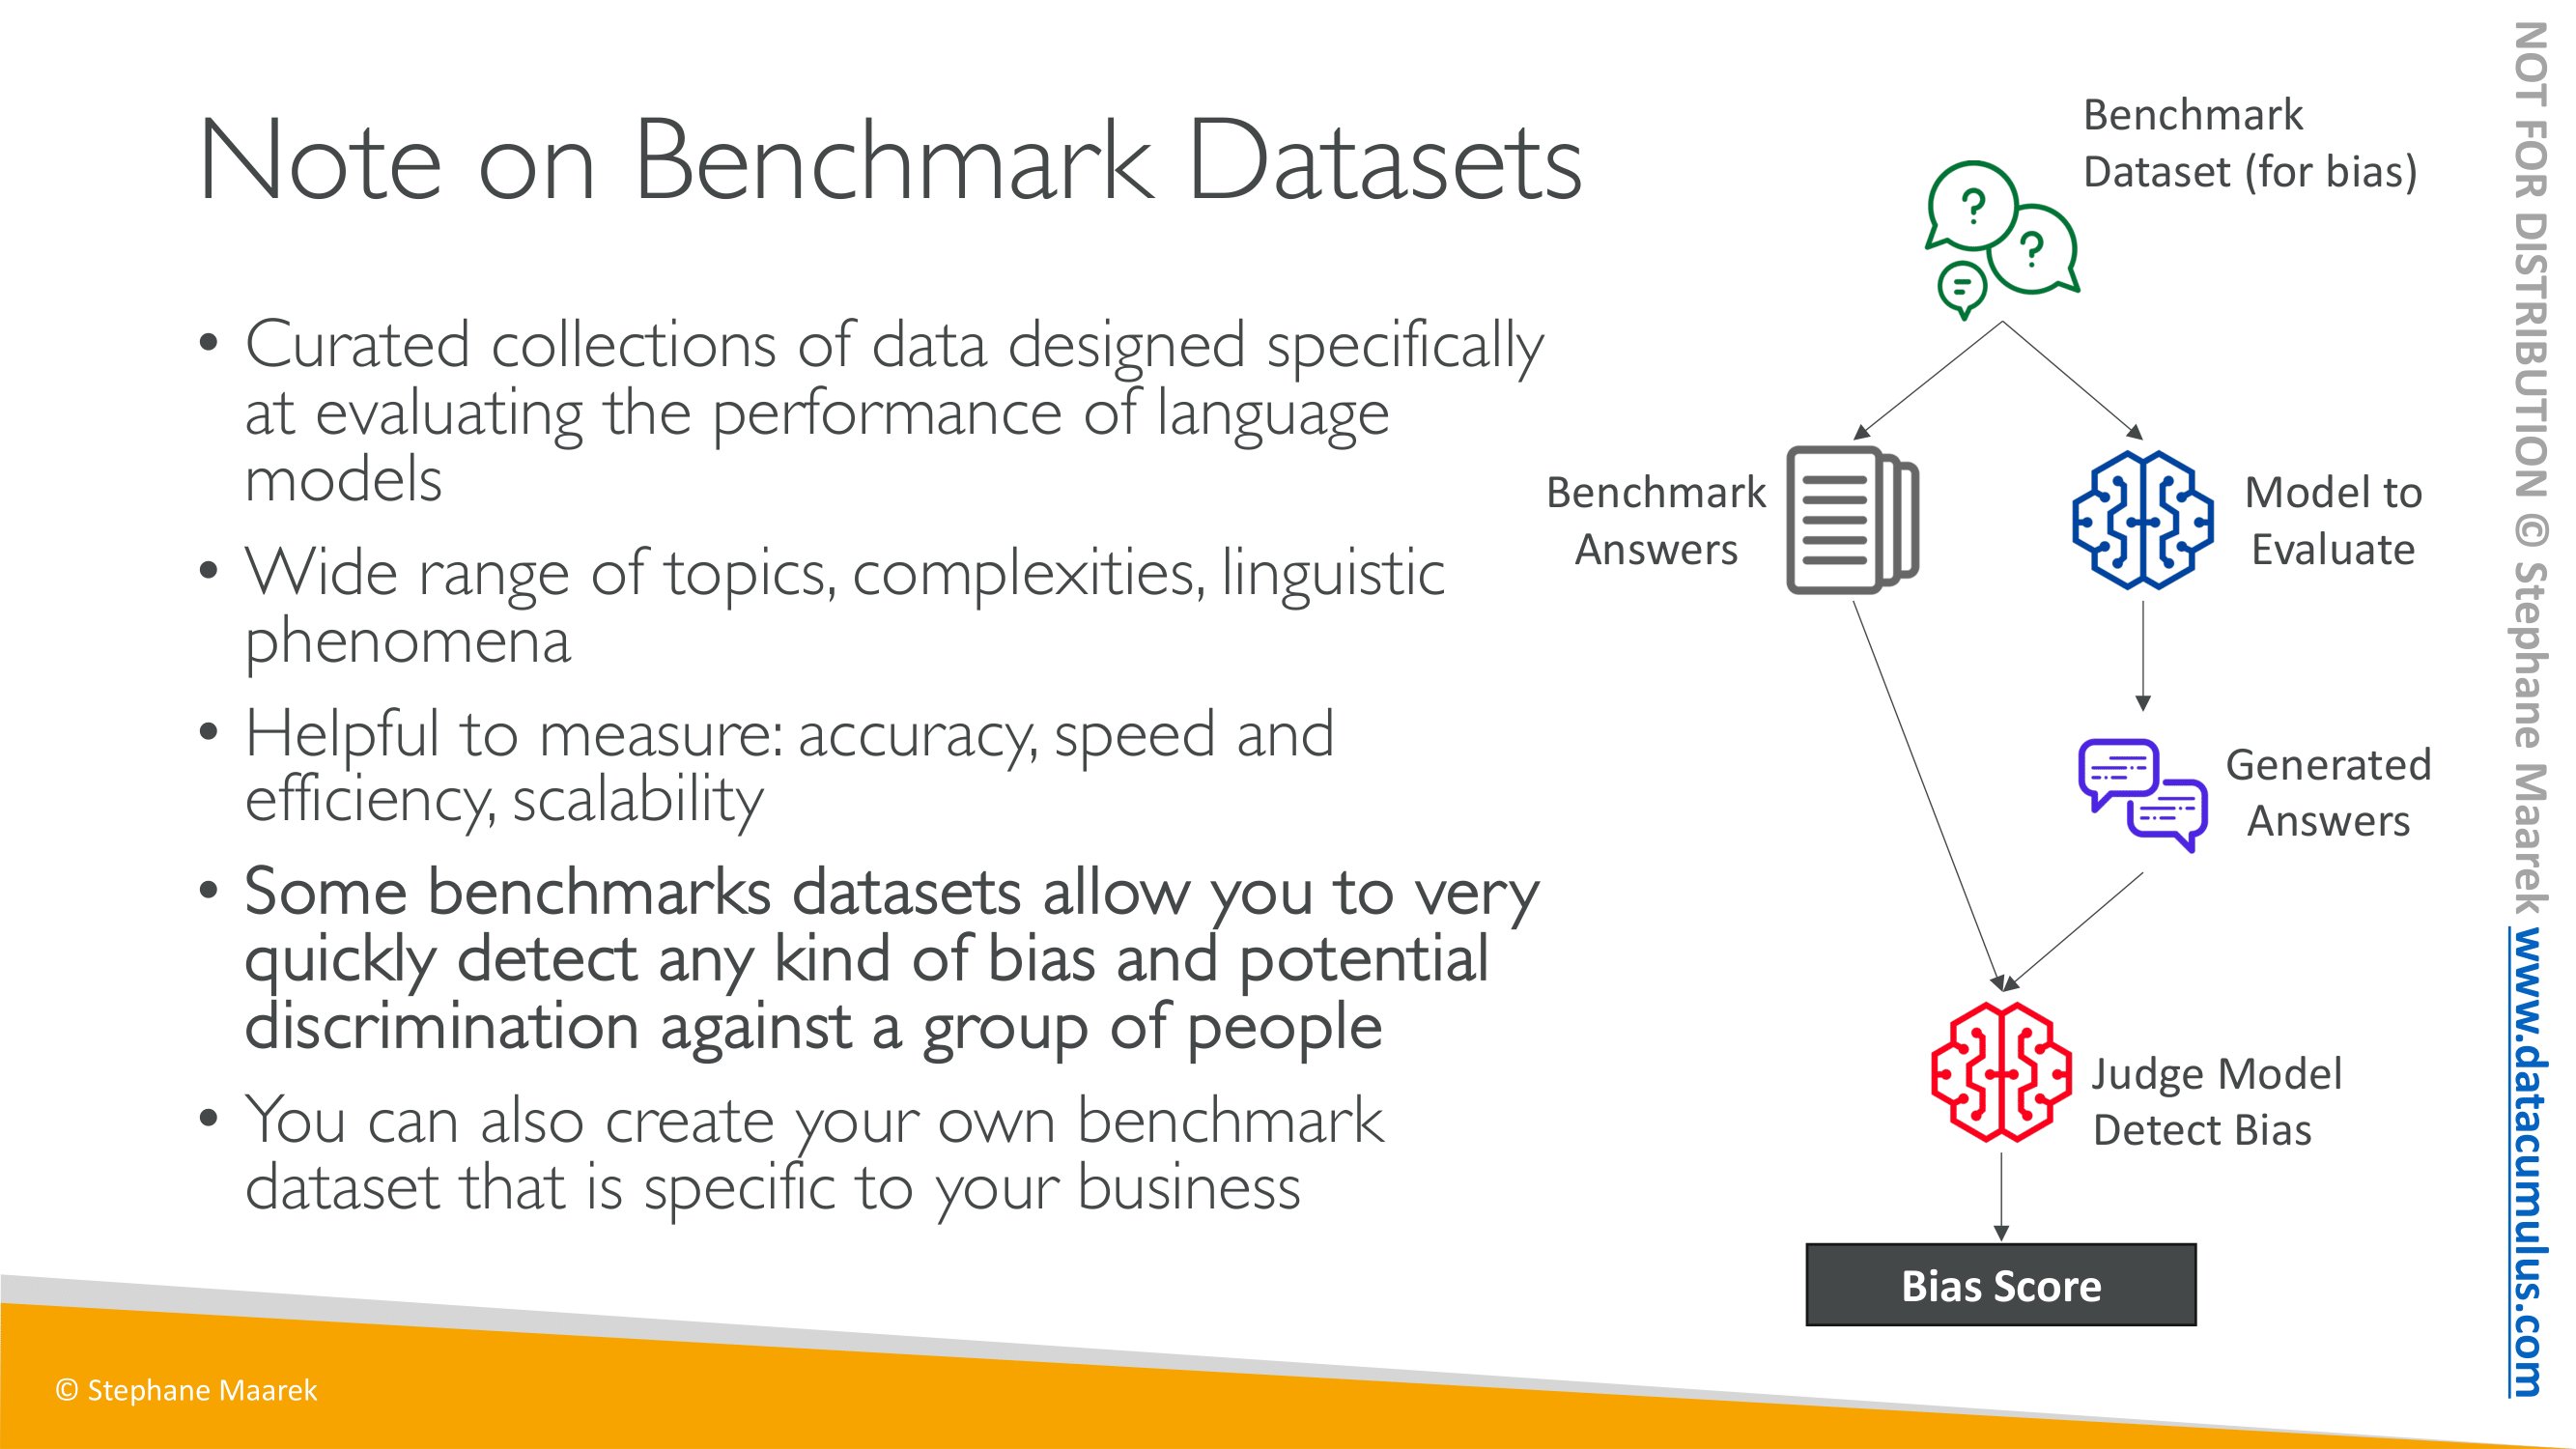 Note on Benchmark Datasets
• Curated collections of data designed specifically
at evaluating the performance of language
models
• Wide range of topics, complexities, linguistic
phenomena
• Helpful to measure: accuracy, speed and
efficiency, scalability
• Some benchmarks datasets allow you to very
quickly detect any kind of bias and potential
discrimination against a group of people
• You can also create your own benchmark
dataset that is specific to your business
Benchmark
Dataset (for bias)
?
?
Benchmark
Answers
Model to
Evaluate
Generated
Answers
Judge Model
Detect Bias
Bias Score
© Stephane Maarek
NOT FOR DISTRIBUTION © Stephane Maarek www.datacumulus.com